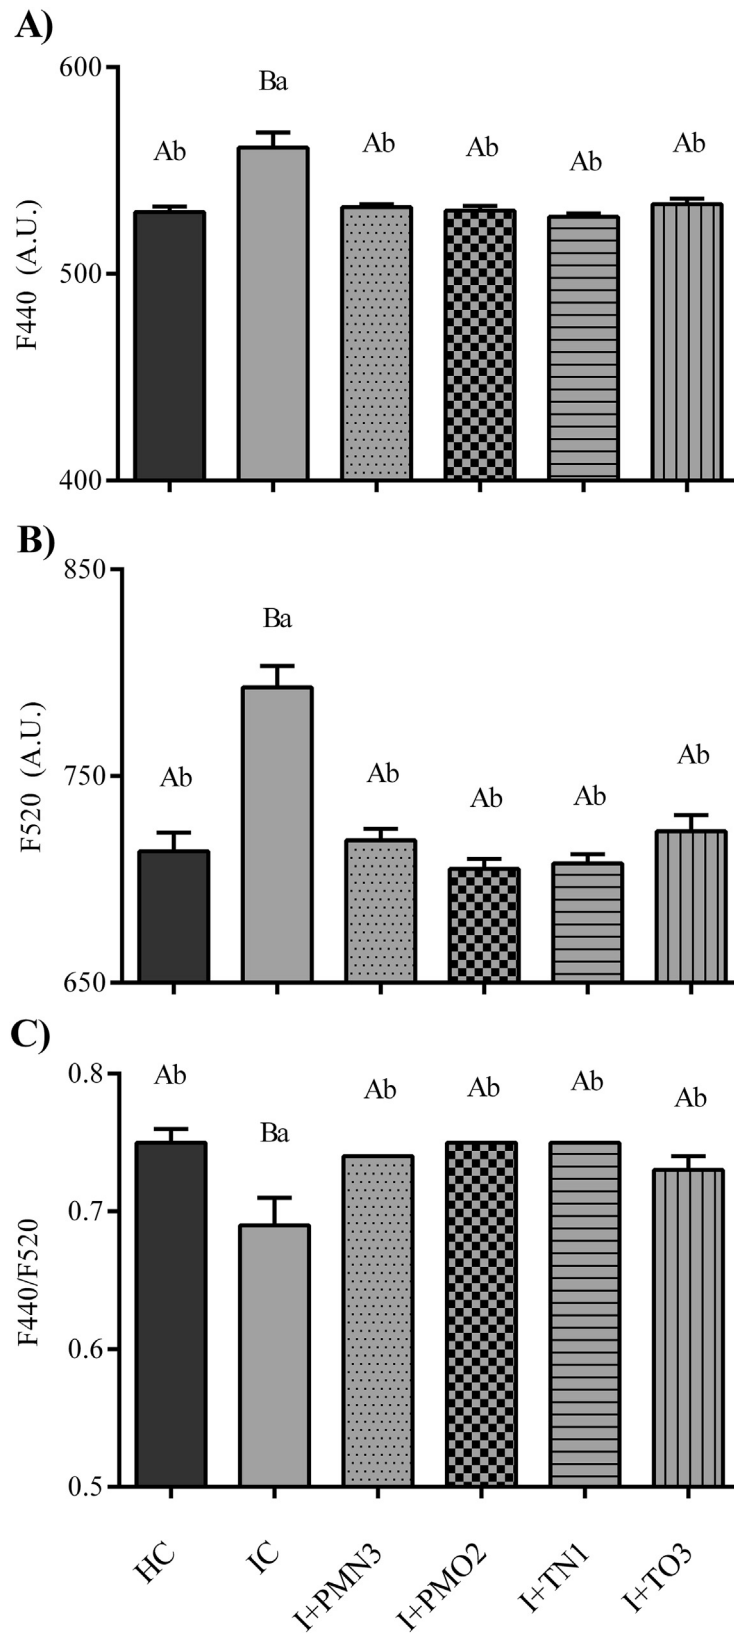 A)
600
500
400
F440 (A.U.)
Ab
Ba
Ab
Ab
Ab
Ab
B)
850
750
650
F520 (A.U.)
Ab
Ba
Ab
Ab
Ab
Ab
C)
0.8
0.7
0.6
0.5
F440/F520
Ab
Ba
Ab
Ab
Ab
Ab
HC
IC
I+PMN3
I+PMO2
I+TN1
I+TO3